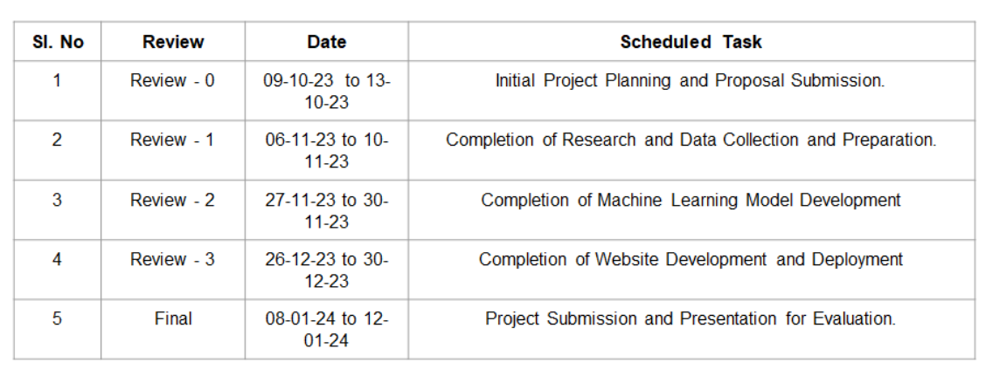 Sl. No Review Date Scheduled Task
1 Review - 0 09-10-23 to 13- Initial Project Planning and Proposal Submission.
10-23
2 Review - 1 06-11-23 to 10- Completion of Research and Data Collection and Preparation.
11-23
3 Review - 2 27-11-23 to 30- Completion of Machine Learning Model Development
11-23
4 Review - 3 26-12-23 to 30- Completion of Website Development and Deployment
12-23
5 Final 08-01-24 to 12- Project Submission and Presentation for Evaluation.
01-24